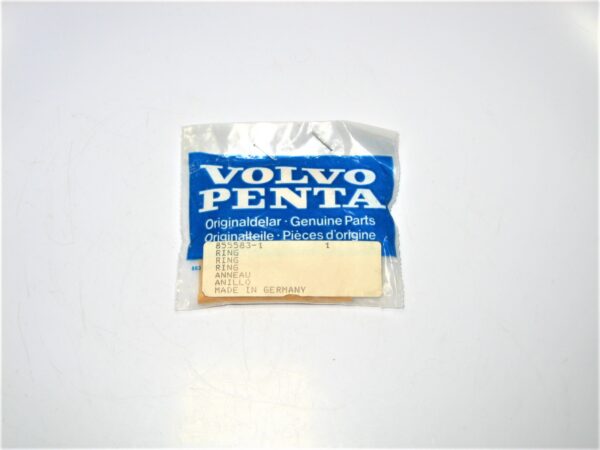 VOLVO
PENTA
Originaldelar · Genuine Parts
Originalteile · Pièces d'origine
855583-1 1
RING
RING
RING
ANNEAU
ANILLO
MADE IN GERMANY